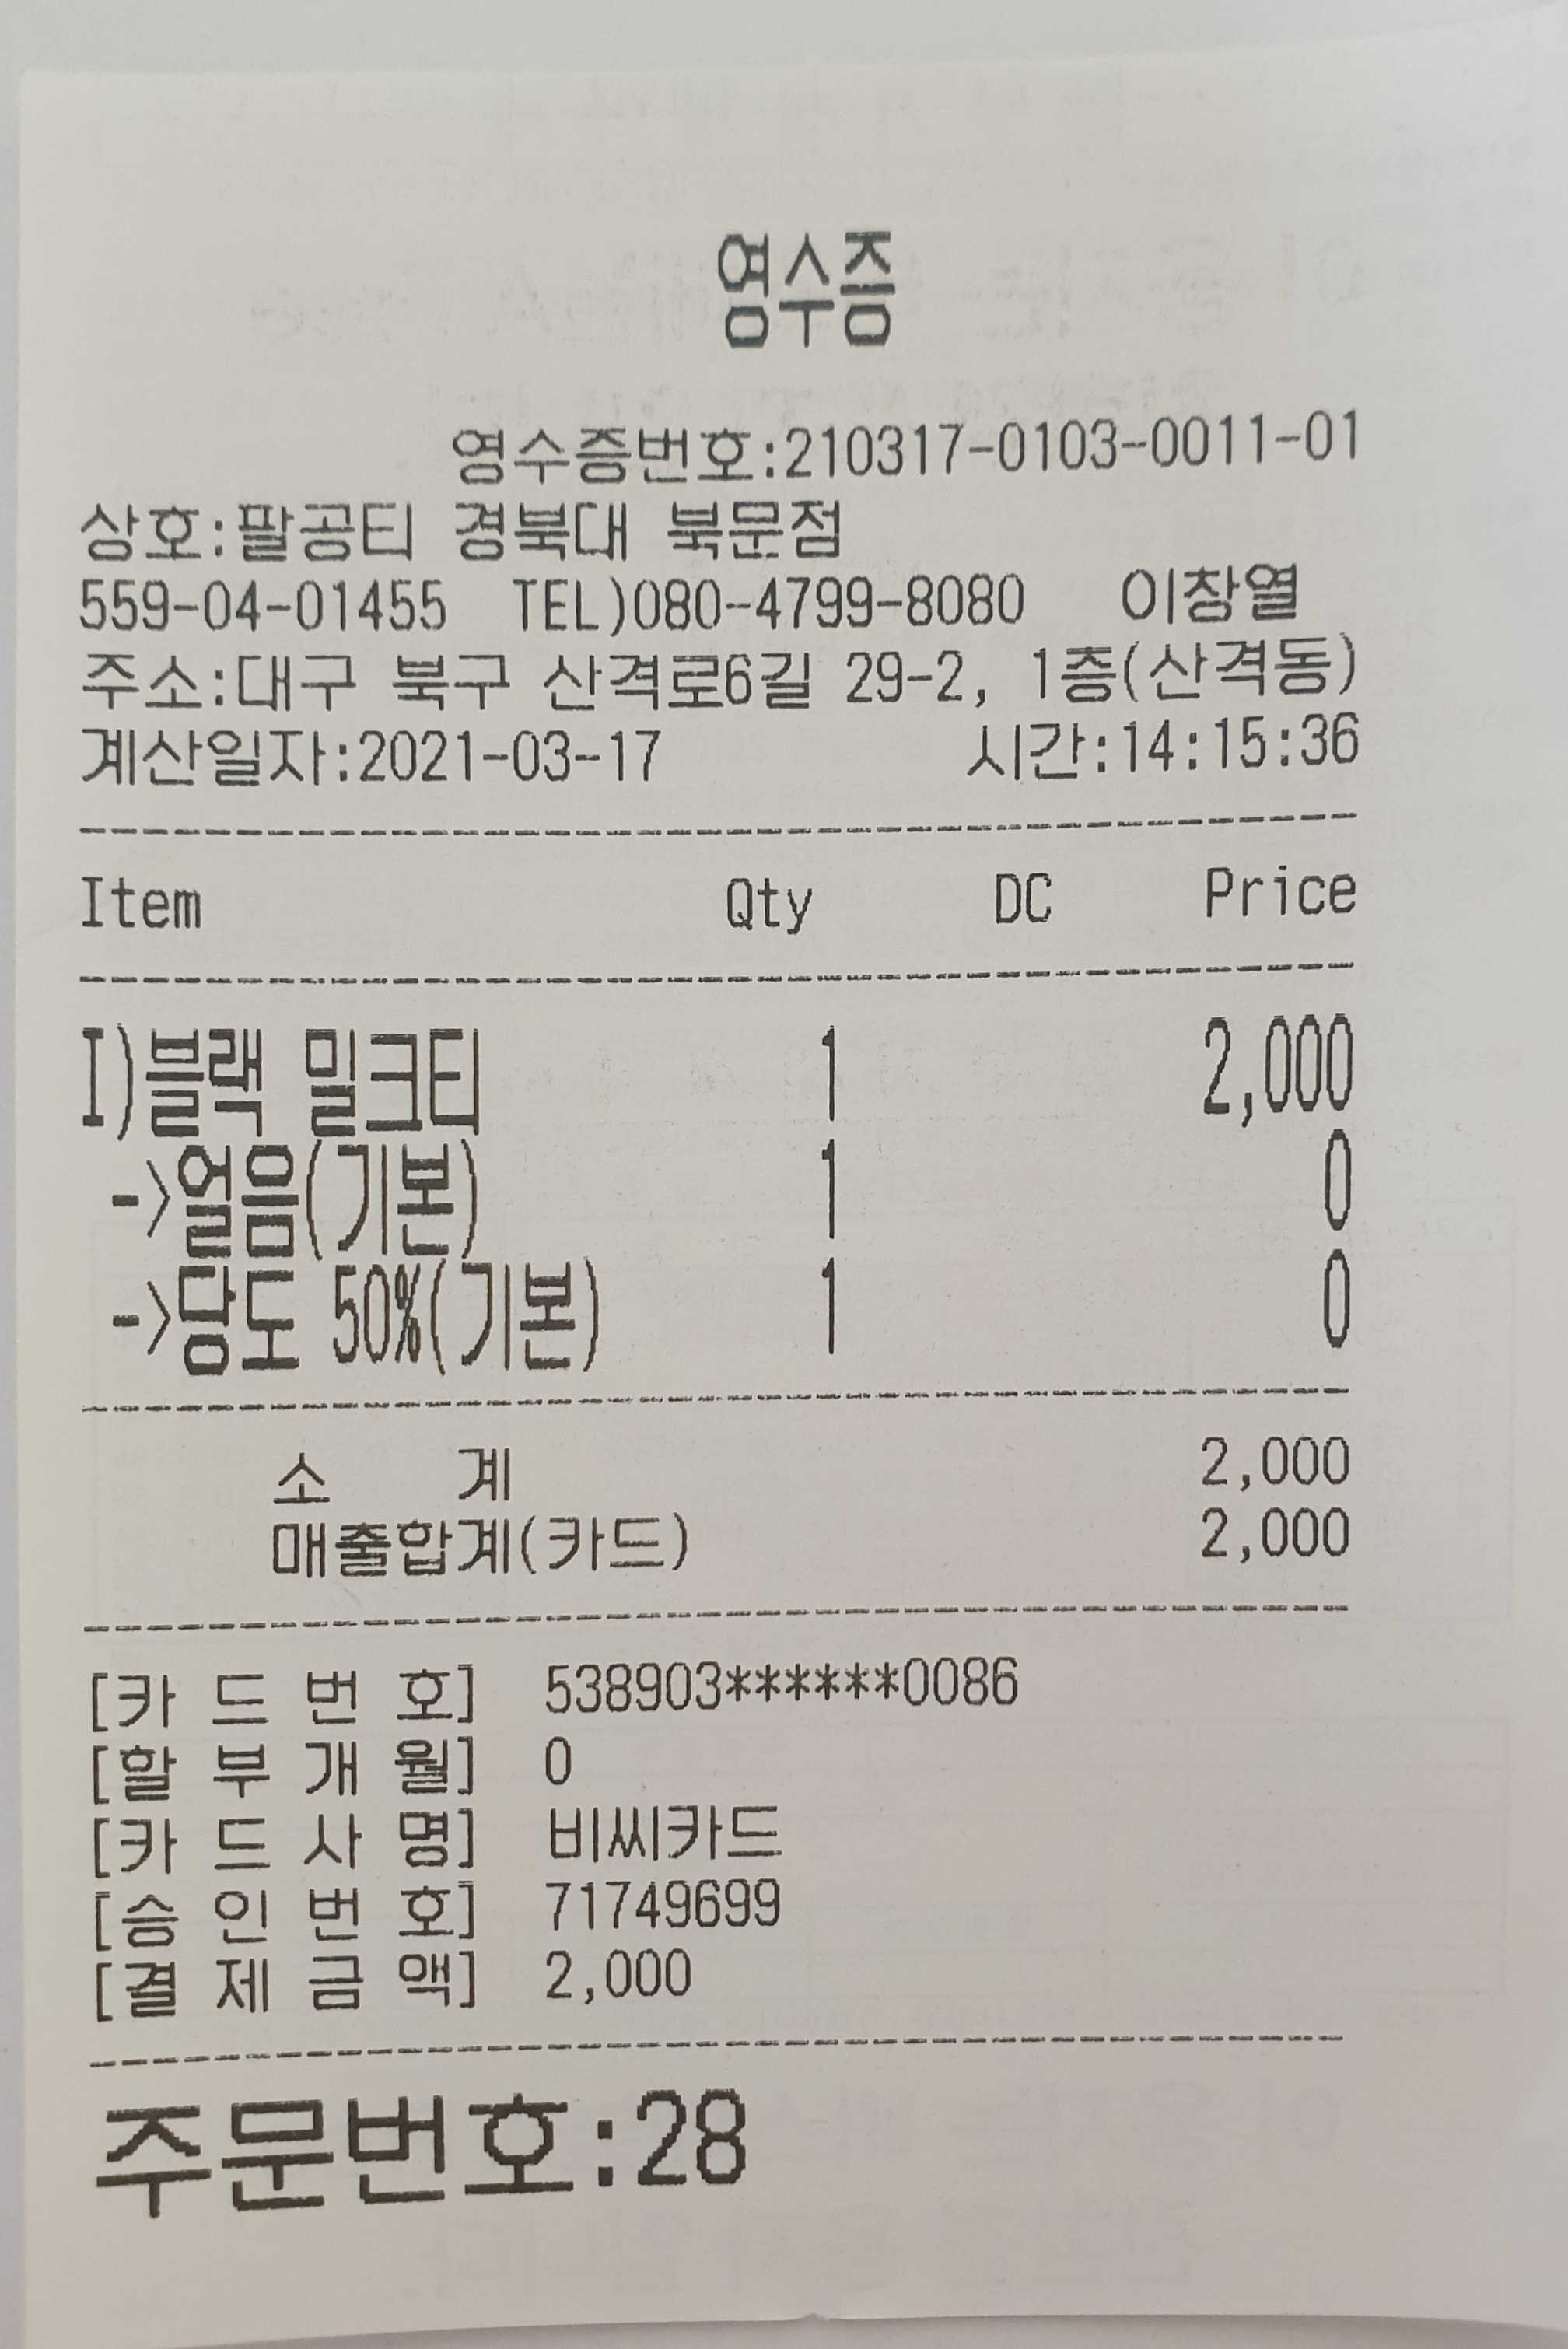 영수증
영수증번호:210317-0103-0011-01
상호:팔공티 경북대 북문점
559-04-01455 TEL)080-4799-8080 이창열
주소:대구 북구 산격로6길 29-2, 1층(산격동)
계산일자:2021-03-17 시간:14:15:36
Item Qty DC Price
I)블랙 밀크티 1 2,000
->얼음(기본) 1 0
->당도 50%(기본) 1 0
소 계 2,000
매출합계(카드) 2,000
[카 드 번 호] 538903******0086
[할 부 개 월] 0
[카 드 사 명] 비씨카드
[승 인 번 호] 71749699
[결 제 금 액] 2,000
주문번호:28